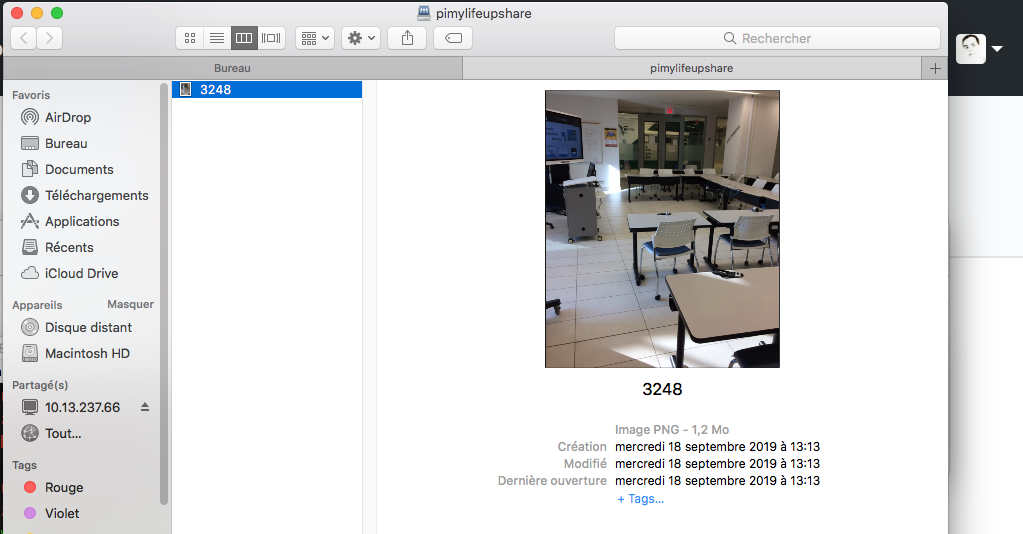 pimylifeupshare
Rechercher
Bureau
pimylifeupshare
Favoris
AirDrop
Bureau
Documents
Téléchargements
Applications
Récents
iCloud Drive
Appareils Masquer
Disque distant
Macintosh HD
Partagé(s)
10.13.237.66
Tout...
Tags
Rouge
Violet
3248
3248
Image PNG - 1,2 Mo
Création mercredi 18 septembre 2019 à 13:13
Modifié mercredi 18 septembre 2019 à 13:13
Dernière ouverture mercredi 18 septembre 2019 à 13:13
+ Tags...